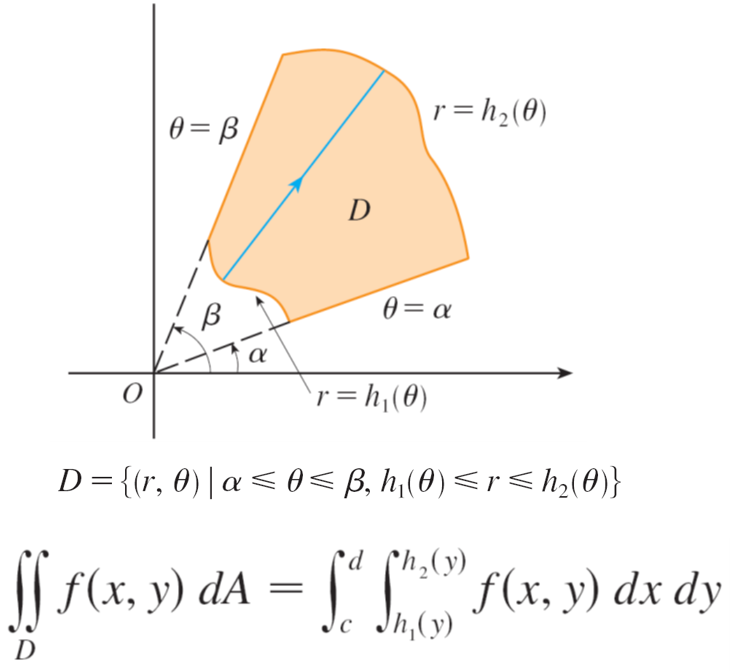 θ = β
r = h₂(θ)
D
θ = α
β
α
O
r = h₁(θ)
D = {(r, θ) | α ⩽ θ ⩽ β, h₁(θ) ⩽ r ⩽ h₂(θ)}
∬_D f(x, y) dA = ∫_c^d ∫_{h₁(y)}^{h₂(y)} f(x, y) dx dy